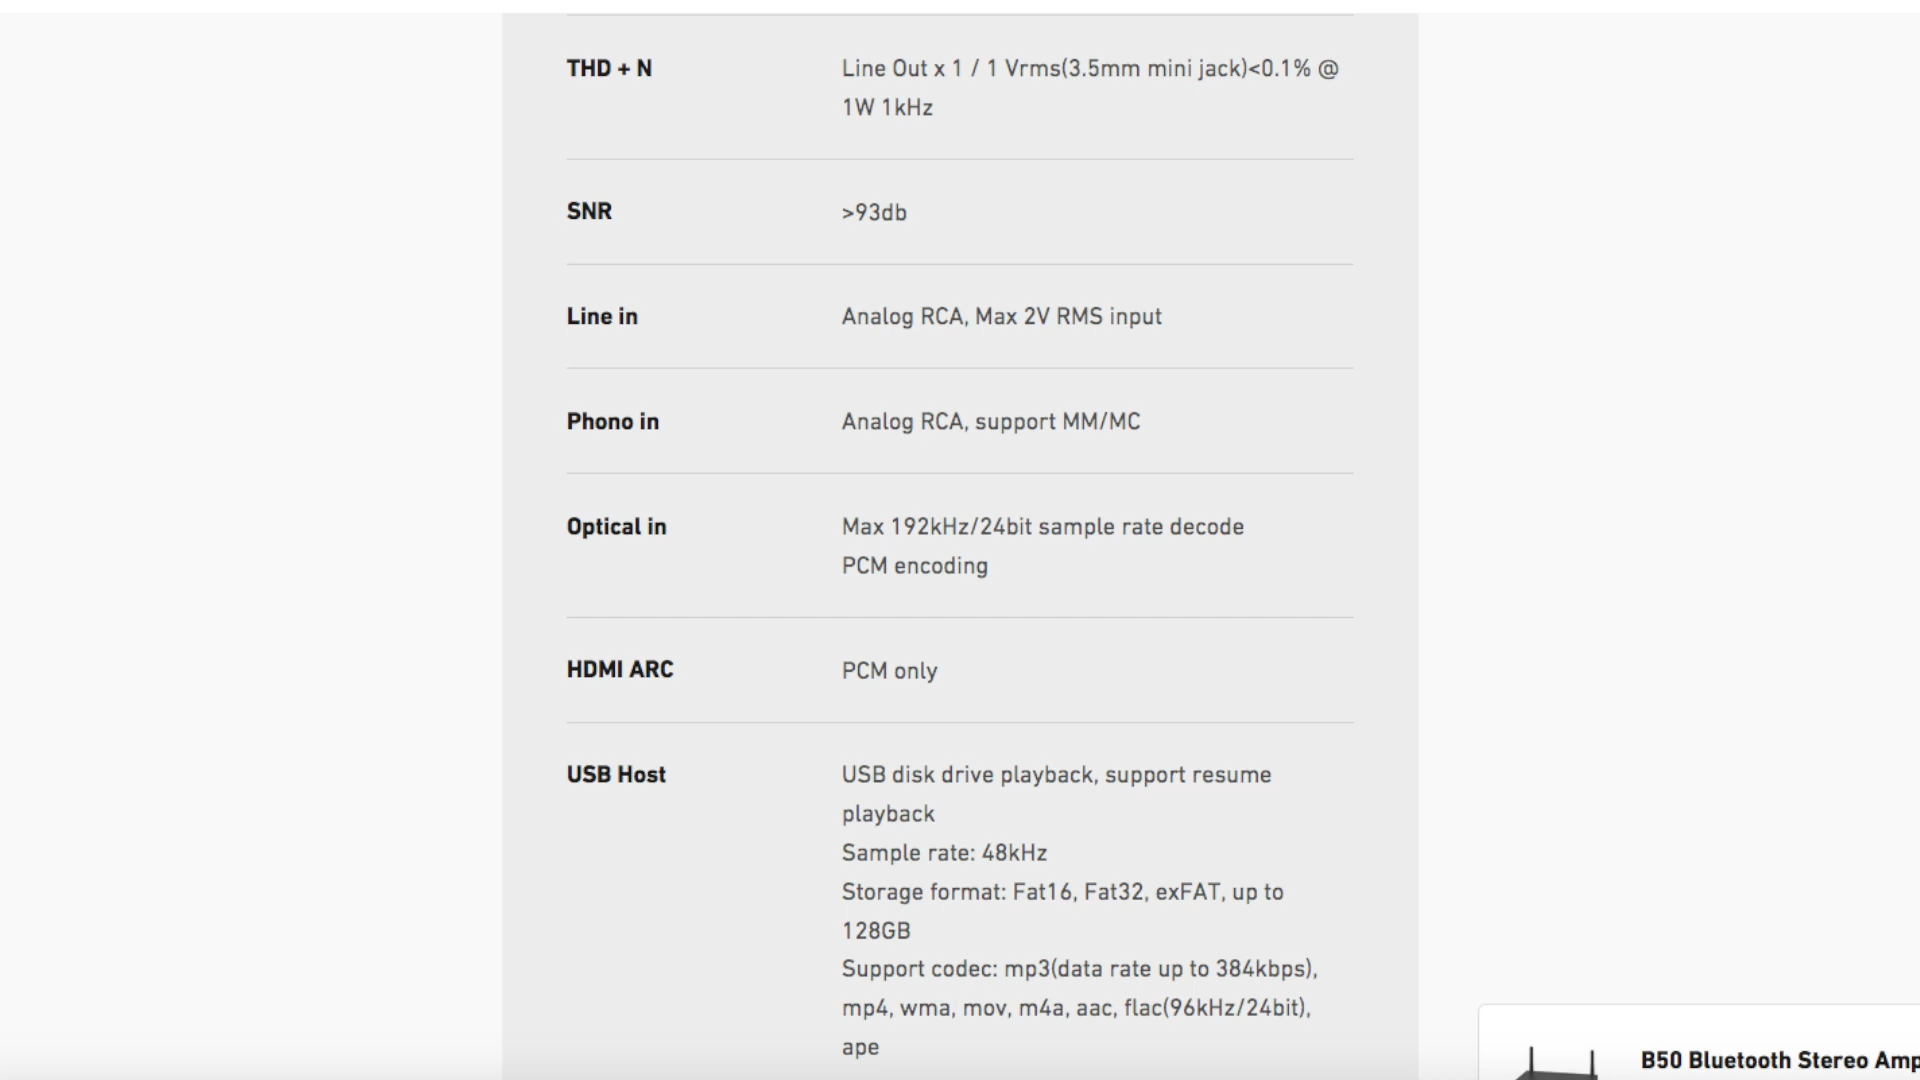 THD + N
Line Out x 1 / 1 Vrms(3.5mm mini jack)<0.1% @
1W 1kHz
SNR
>93db
Line in
Analog RCA, Max 2V RMS input
Phono in
Analog RCA, support MM/MC
Optical in
Max 192kHz/24bit sample rate decode
PCM encoding
HDMI ARC
PCM only
USB Host
USB disk drive playback, support resume
playback
Sample rate: 48kHz
Storage format: Fat16, Fat32, exFAT, up to
128GB
Support codec: mp3(data rate up to 384kbps),
mp4, wma, mov, m4a, aac, flac(96kHz/24bit),
ape
B50 Bluetooth Stereo Amp